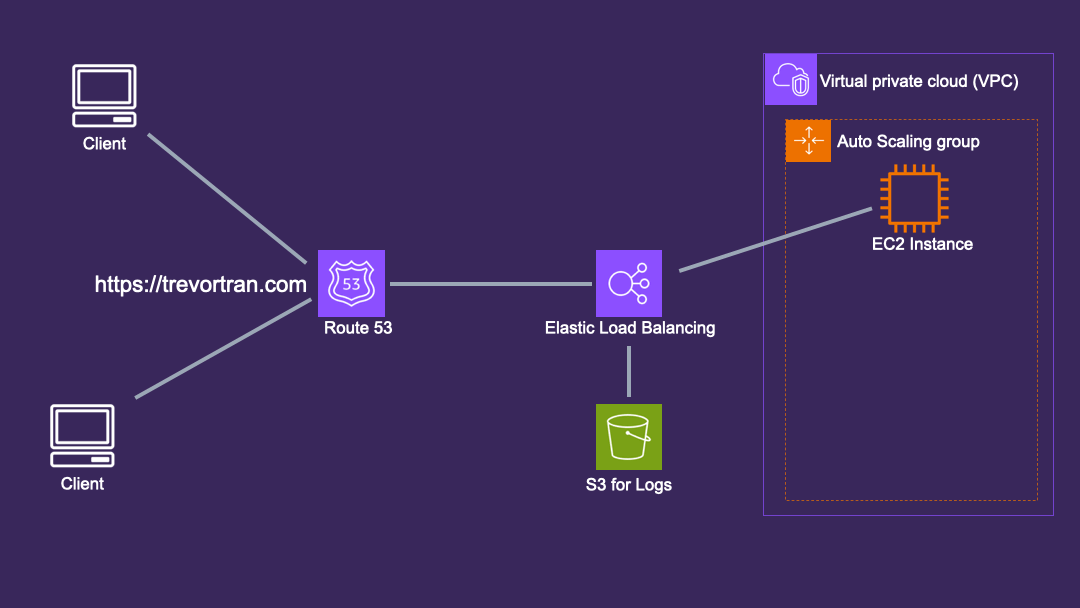 Virtual private cloud (VPC)
Client
Auto Scaling group
EC2 Instance
https://trevortran.com
53
Route 53
Elastic Load Balancing
Client
S3 for Logs